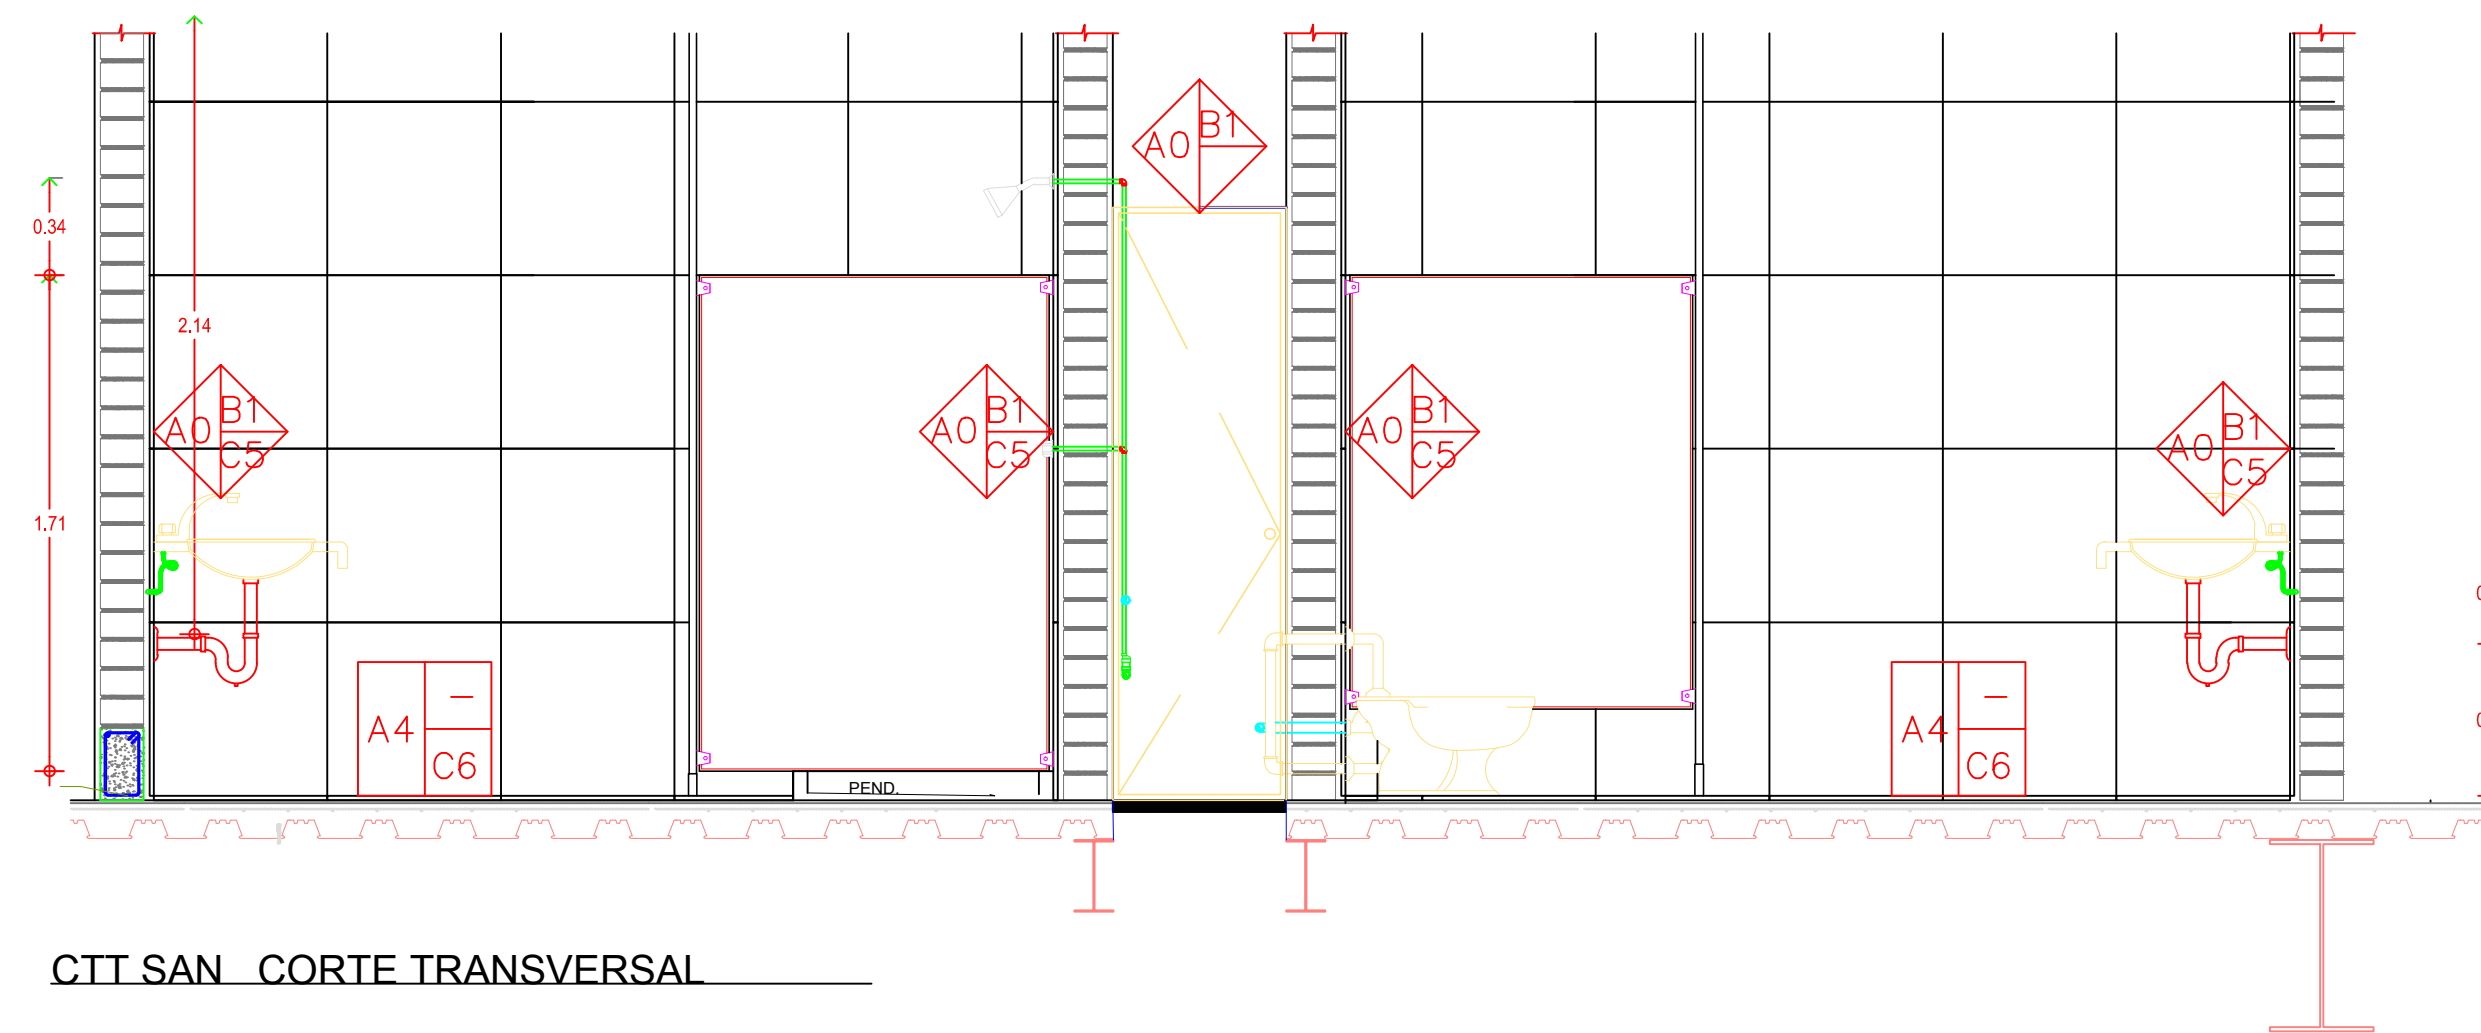 A0 B1
0.34
2.14
A0 B1 C5
A0 B1 C5
A0 B1 C5
A0 B1 C5
1.71
A4 – C6
A4 – C6
PEND.
CTT SAN   CORTE TRANSVERSAL